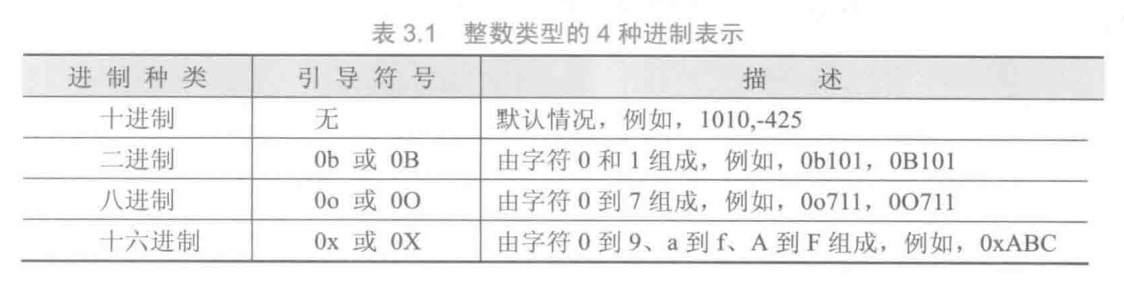 表 3.1 整数类型的 4 种进制表示
进 制 种 类 引 导 符 号 描 述
十进制 无 默认情况，例如，1010,-425
二进制 0b 或 0B 由字符 0 和 1 组成，例如，0b101，0B101
八进制 0o 或 0O 由字符 0 到 7 组成，例如，0o711，0O711
十六进制 0x 或 0X 由字符 0 到 9、a 到 f、A 到 F 组成，例如，0xABC